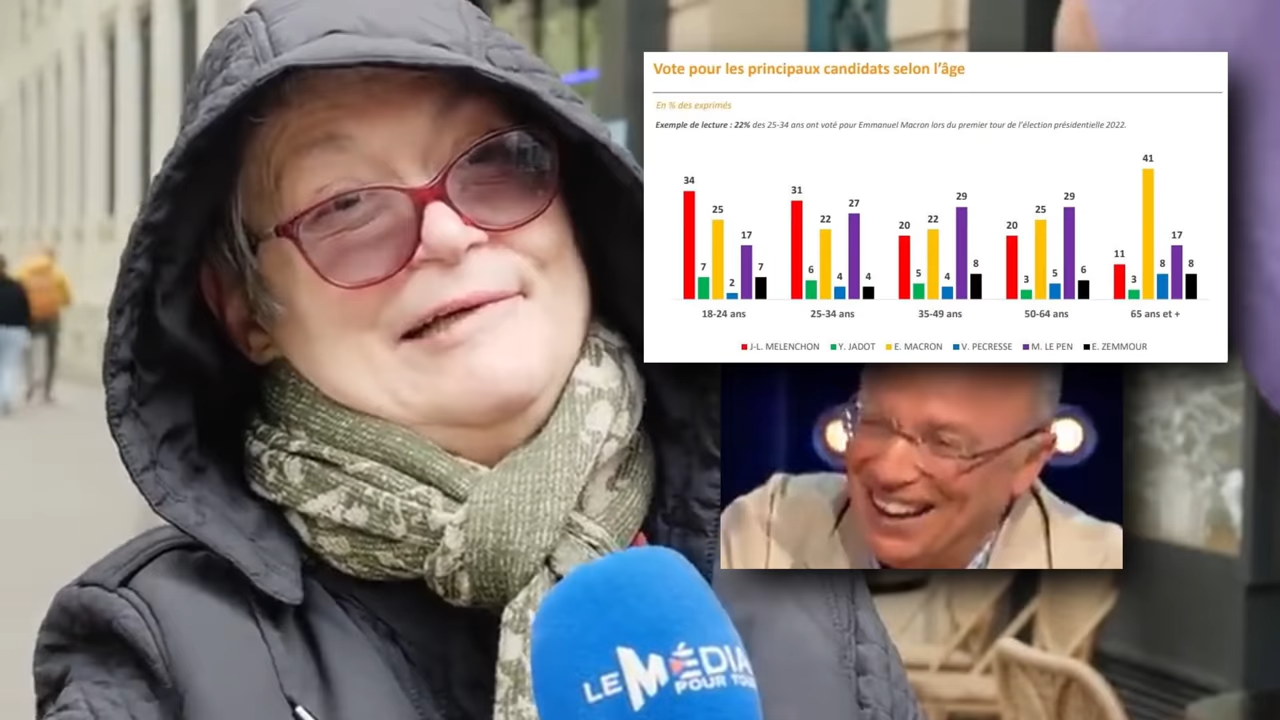 Vote pour les principaux candidats selon l'âge
En % des exprimés
Exemple de lecture : 22% des 25-34 ans ont voté pour Emmanuel Macron lors du premier tour de l'élection présidentielle 2022.
34 7 25 2 17 7
31 6 22 4 27 4
20 5 22 4 29 8
20 3 25 5 29 6
11 3 41 8 17 8
18-24 ans 25-34 ans 35-49 ans 50-64 ans 65 ans et +
J-L. MELENCHON Y. JADOT E. MACRON V. PECRESSE M. LE PEN E. ZEMMOUR
LE MÉDIA
POUR TOU